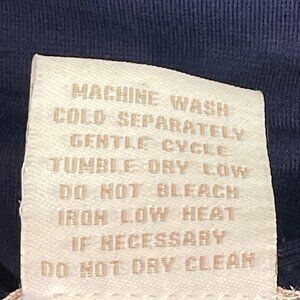 MACHINE WASH
COLD SEPARATELY
GENTLE CYCLE
TUMBLE DRY LOW
DO NOT BLEACH
IRON LOW HEAT
IF NECESSARY
DO NOT DRY CLEAN